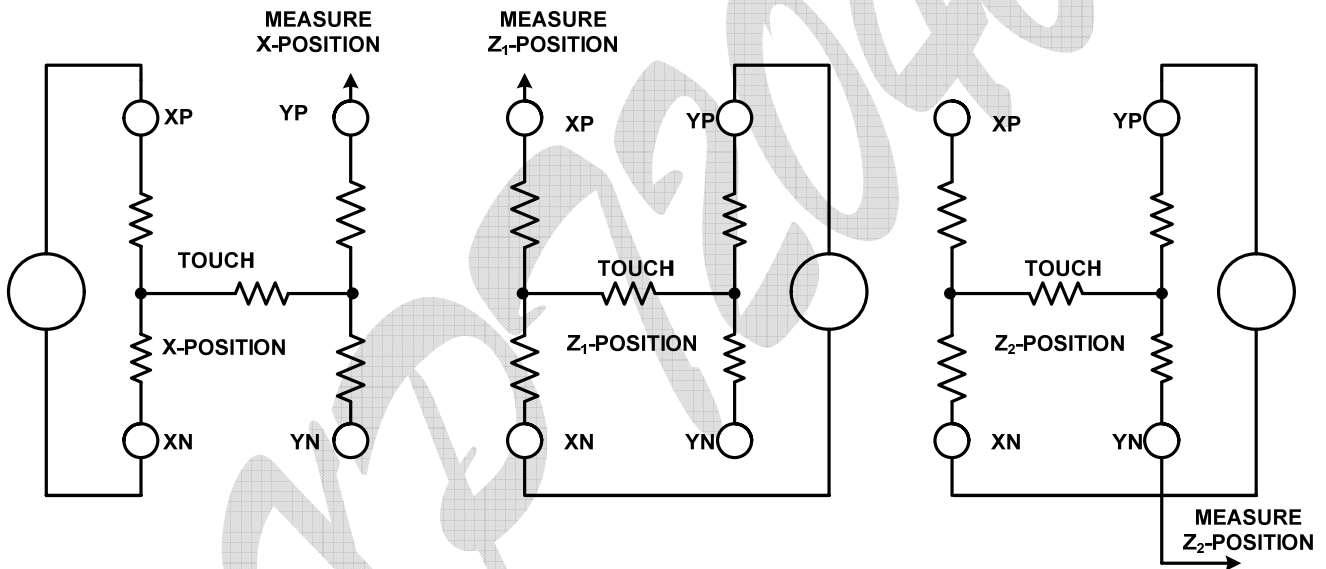 MEASURE
X-POSITION
MEASURE
Z₁-POSITION
XP
YP
XP
YP
XP
YP
TOUCH
TOUCH
TOUCH
X-POSITION
Z₁-POSITION
Z₂-POSITION
XN
YN
XN
YN
XN
YN
MEASURE
Z₂-POSITION